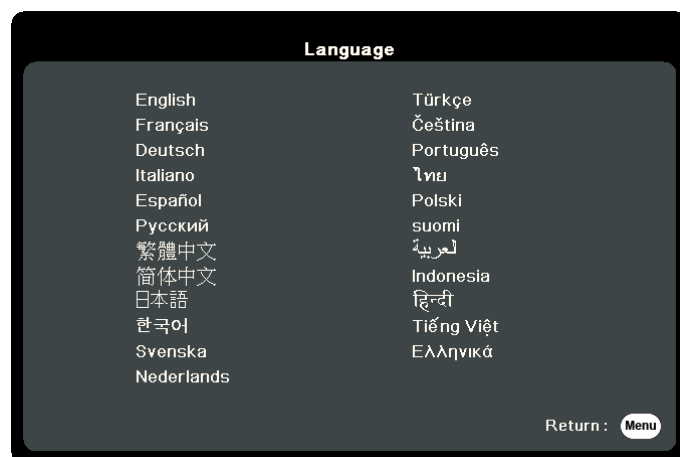 Language
English
Français
Deutsch
Italiano
Español
Русский
繁體中文
简体中文
日本語
한국어
Svenska
Nederlands
Türkçe
Čeština
Português
ไทย
Polski
suomi
العربية
Indonesia
हिन्दी
Tiếng Việt
Ελληνικά
Return : Menu